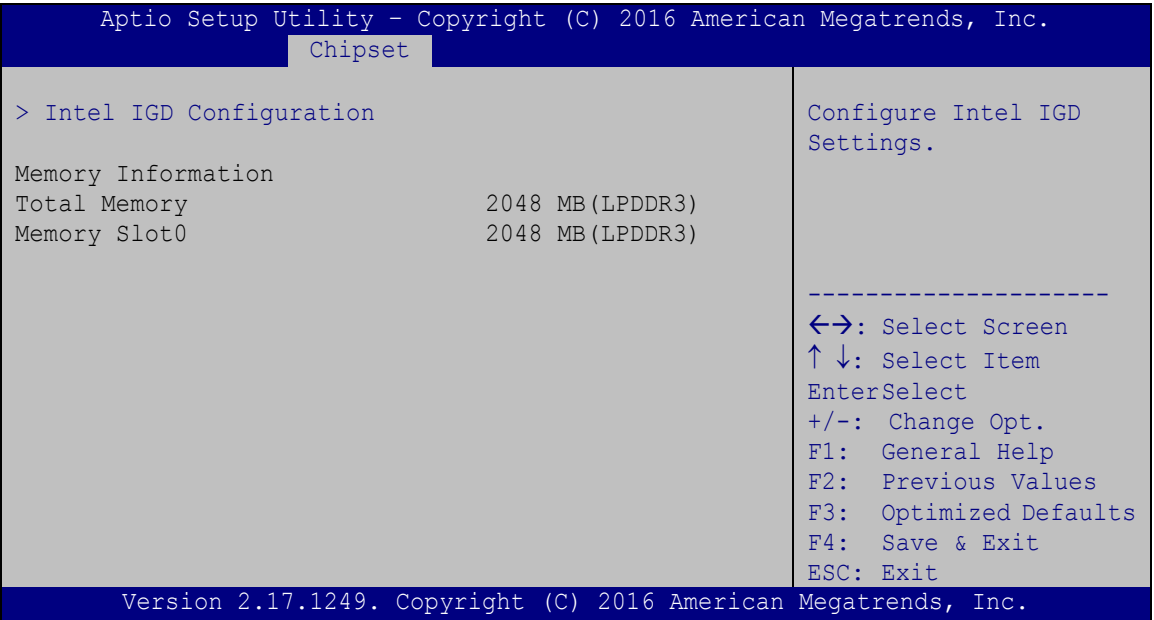 Aptio Setup Utility – Copyright (C) 2016 American Megatrends, Inc.
Chipset
> Intel IGD Configuration
Memory Information
Total Memory 2048 MB(LPDDR3)
Memory Slot0 2048 MB(LPDDR3)
Configure Intel IGD
Settings.
---------------------
←→: Select Screen
↑ ↓: Select Item
EnterSelect
+/-: Change Opt.
F1: General Help
F2: Previous Values
F3: Optimized Defaults
F4: Save & Exit
ESC: Exit
Version 2.17.1249. Copyright (C) 2016 American Megatrends, Inc.